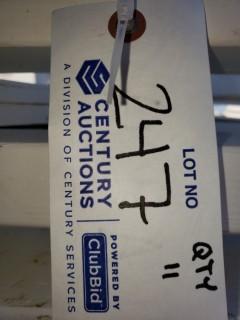 LOT NO
247
QTY
11
CENTURY
AUCTIONS
A DIVISION OF CENTURY SERVICES
POWERED BY
ClubBid